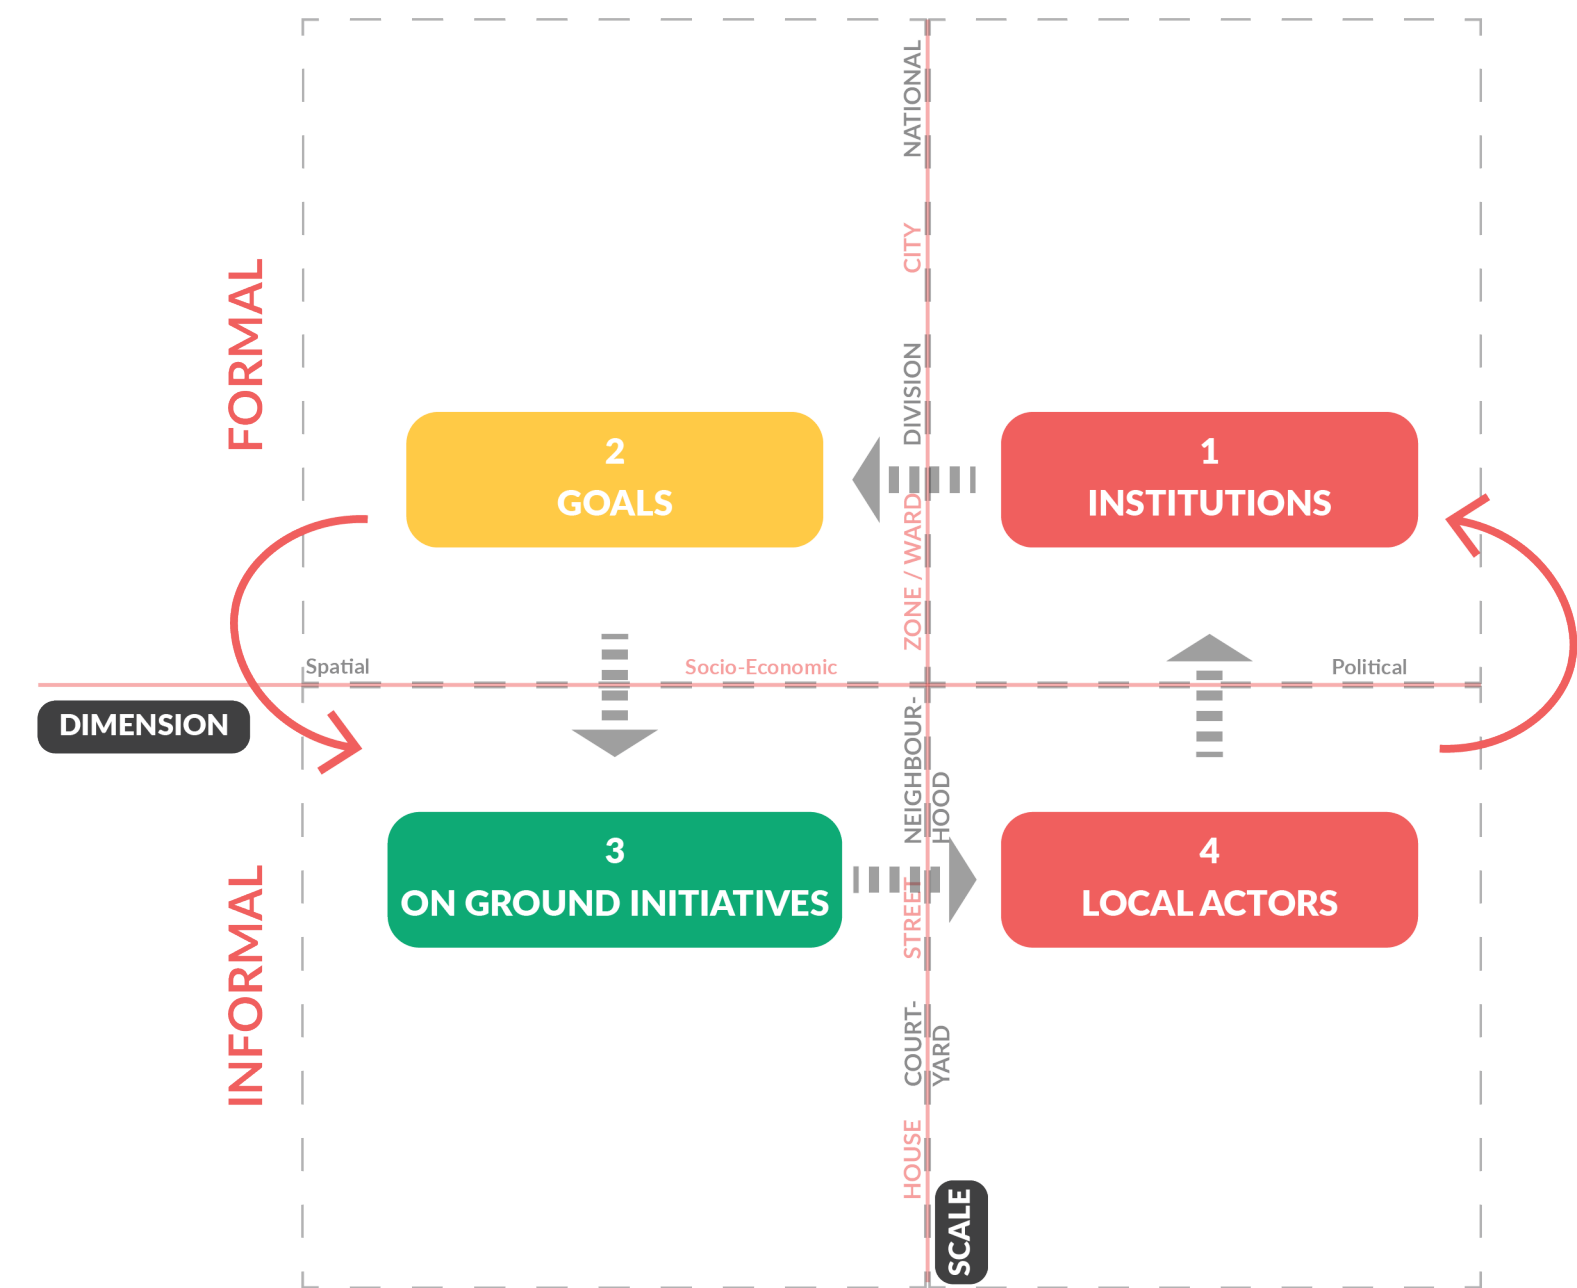 NATIONAL
CITY
FORMAL
DIVISION
2
GOALS
1
INSTITUTIONS
ZONE / WARD
Spatial
Socio-Economic
Political
DIMENSION
NEIGHBOUR-
HOOD
3
ON GROUND INITIATIVES
4
LOCAL ACTORS
STREET
INFORMAL
COURT-
YARD
HOUSE
SCALE